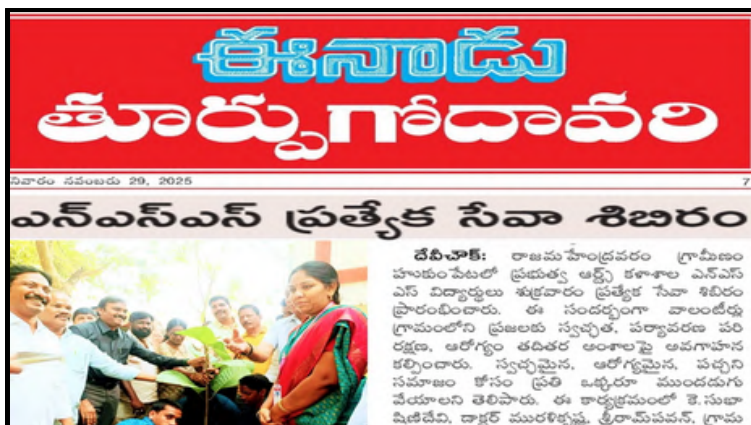 ఈనాడు
తూర్పుగోదావరి
నివారం నవంబరు 29, 2025
7
ఎన్ఎస్ఎస్ ప్రత్యేక సేవా శిబిరం
దేవీచౌక్: రాజమహేంద్రవరం గ్రామీణం
హుకుంపేటలో ప్రభుత్వ ఆర్ట్స్ కళాశాల ఎన్ఎస్
ఎస్ విద్యార్థులు శుక్రవారం ప్రత్యేక సేవా శిబిరం
ప్రారంభించారు. ఈ సందర్భంగా వాలంటీర్లు
గ్రామంలోని ప్రజలకు స్వచ్ఛత, పర్యావరణ పరి
రక్షణ, ఆరోగ్యం తదితర అంశాలపై అవగాహన
కల్పించారు. స్వచ్ఛమైన, ఆరోగ్యమైన, పచ్చని
సమాజం కోసం ప్రతి ఒక్కరూ ముందడుగు
వేయాలని తెలిపారు. ఈ కార్యక్రమంలో కె.సుభా
షిణిదేవి, డాక్టర్ మురళీకృష్ణ, శ్రీరామ్‌పవన్, గ్రామ